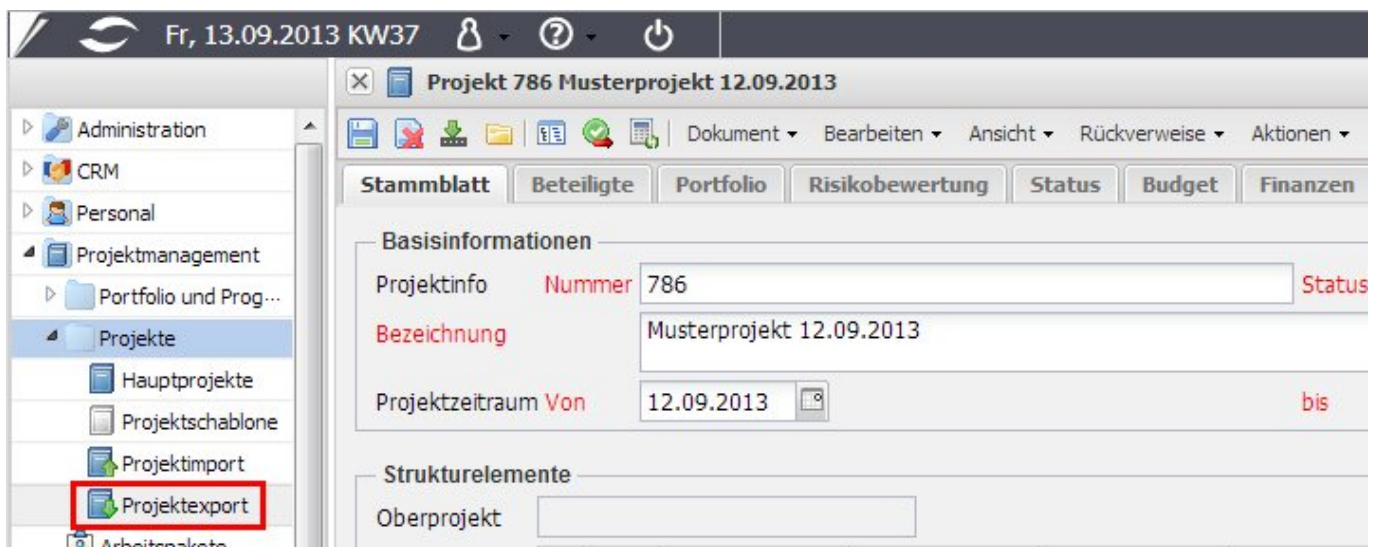 Fr, 13.09.2013 KW37
Projekt 786 Musterprojekt 12.09.2013
Dokument Bearbeiten Ansicht Rückverweise Aktionen
Stammblatt Beteiligte Portfolio Risikobewertung Status Budget Finanzen
Administration
CRM
Personal
Projektmanagement
Portfolio und Prog...
Projekte
Hauptprojekte
Projektschablone
Projektimport
Projektexport
Arbeitspakete
Basisinformationen
Projektinfo Nummer 786 Status
Bezeichnung Musterprojekt 12.09.2013
Projektzeitraum Von 12.09.2013 bis
Strukturelemente
Oberprojekt